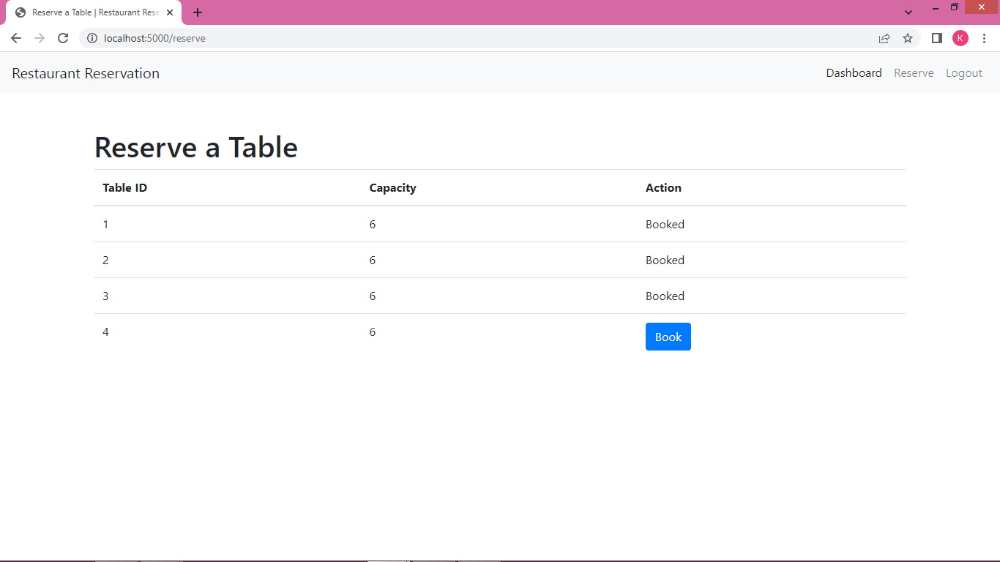 Reserve a Table | Restaurant Rese
localhost:5000/reserve
K
Restaurant Reservation Dashboard Reserve Logout
Reserve a Table
Table ID Capacity Action
1 6 Booked
2 6 Booked
3 6 Booked
4 6 Book